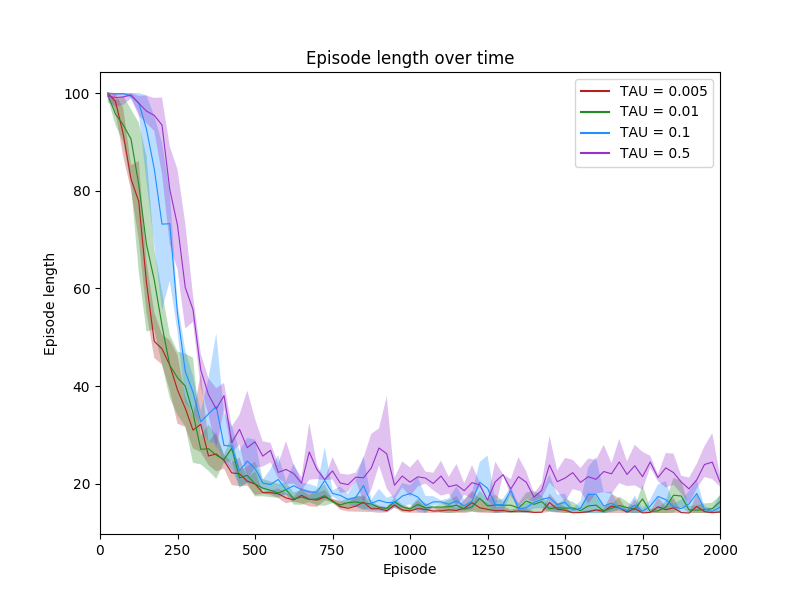 Episode length over time
TAU = 0.005
TAU = 0.01
TAU = 0.1
TAU = 0.5
Episode length
100
80
60
40
20
0 250 500 750 1000 1250 1500 1750 2000
Episode